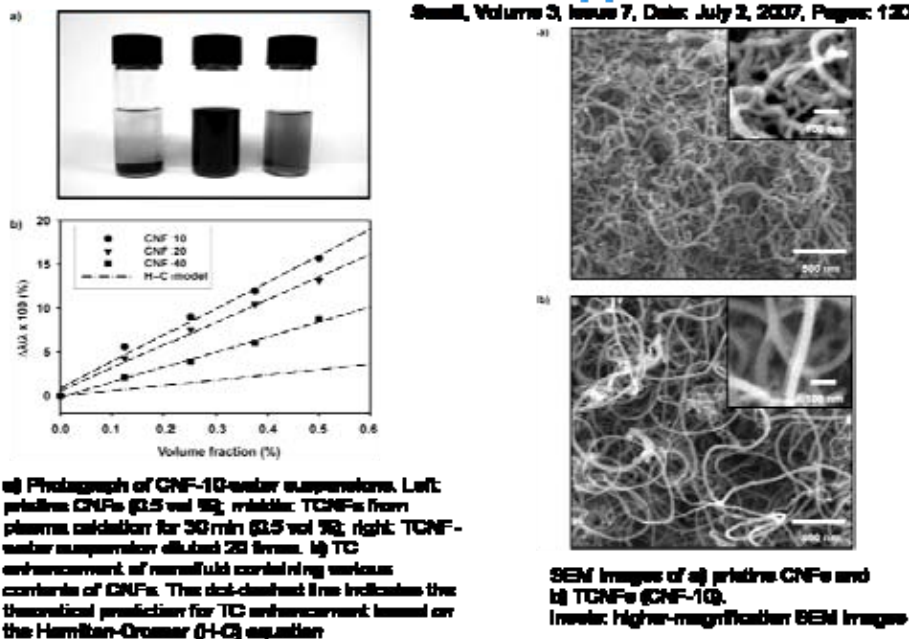 Small, Volume 3, Issue 7, Date: July 2, 2007, Pages: 120
a)
b)
20
15
10
5
0
Δλ/λ x 100 (%)
CNF 10
CNF 20
CNF 40
H–C model
0.0 0.1 0.2 0.3 0.4 0.5 0.6
Volume fraction (%)
a) Photograph of CNF-10-water suspensions. Left:
pristine CNFs (0.5 vol %); middle: TCNFs from
plasma oxidation for 30 min (0.5 vol %); right: TCNF-
water suspension diluted 20 times. b) TC
enhancement of nanofluid containing various
contents of CNFs. The dot-dashed line indicates the
theoretical prediction for TC enhancement based on
the Hamilton-Crosser (H-C) equation
a)
500 nm
b)
100 nm
SEM images of a) pristine CNFs and
b) TCNFs (CNF-10).
Insets: higher-magnification SEM images